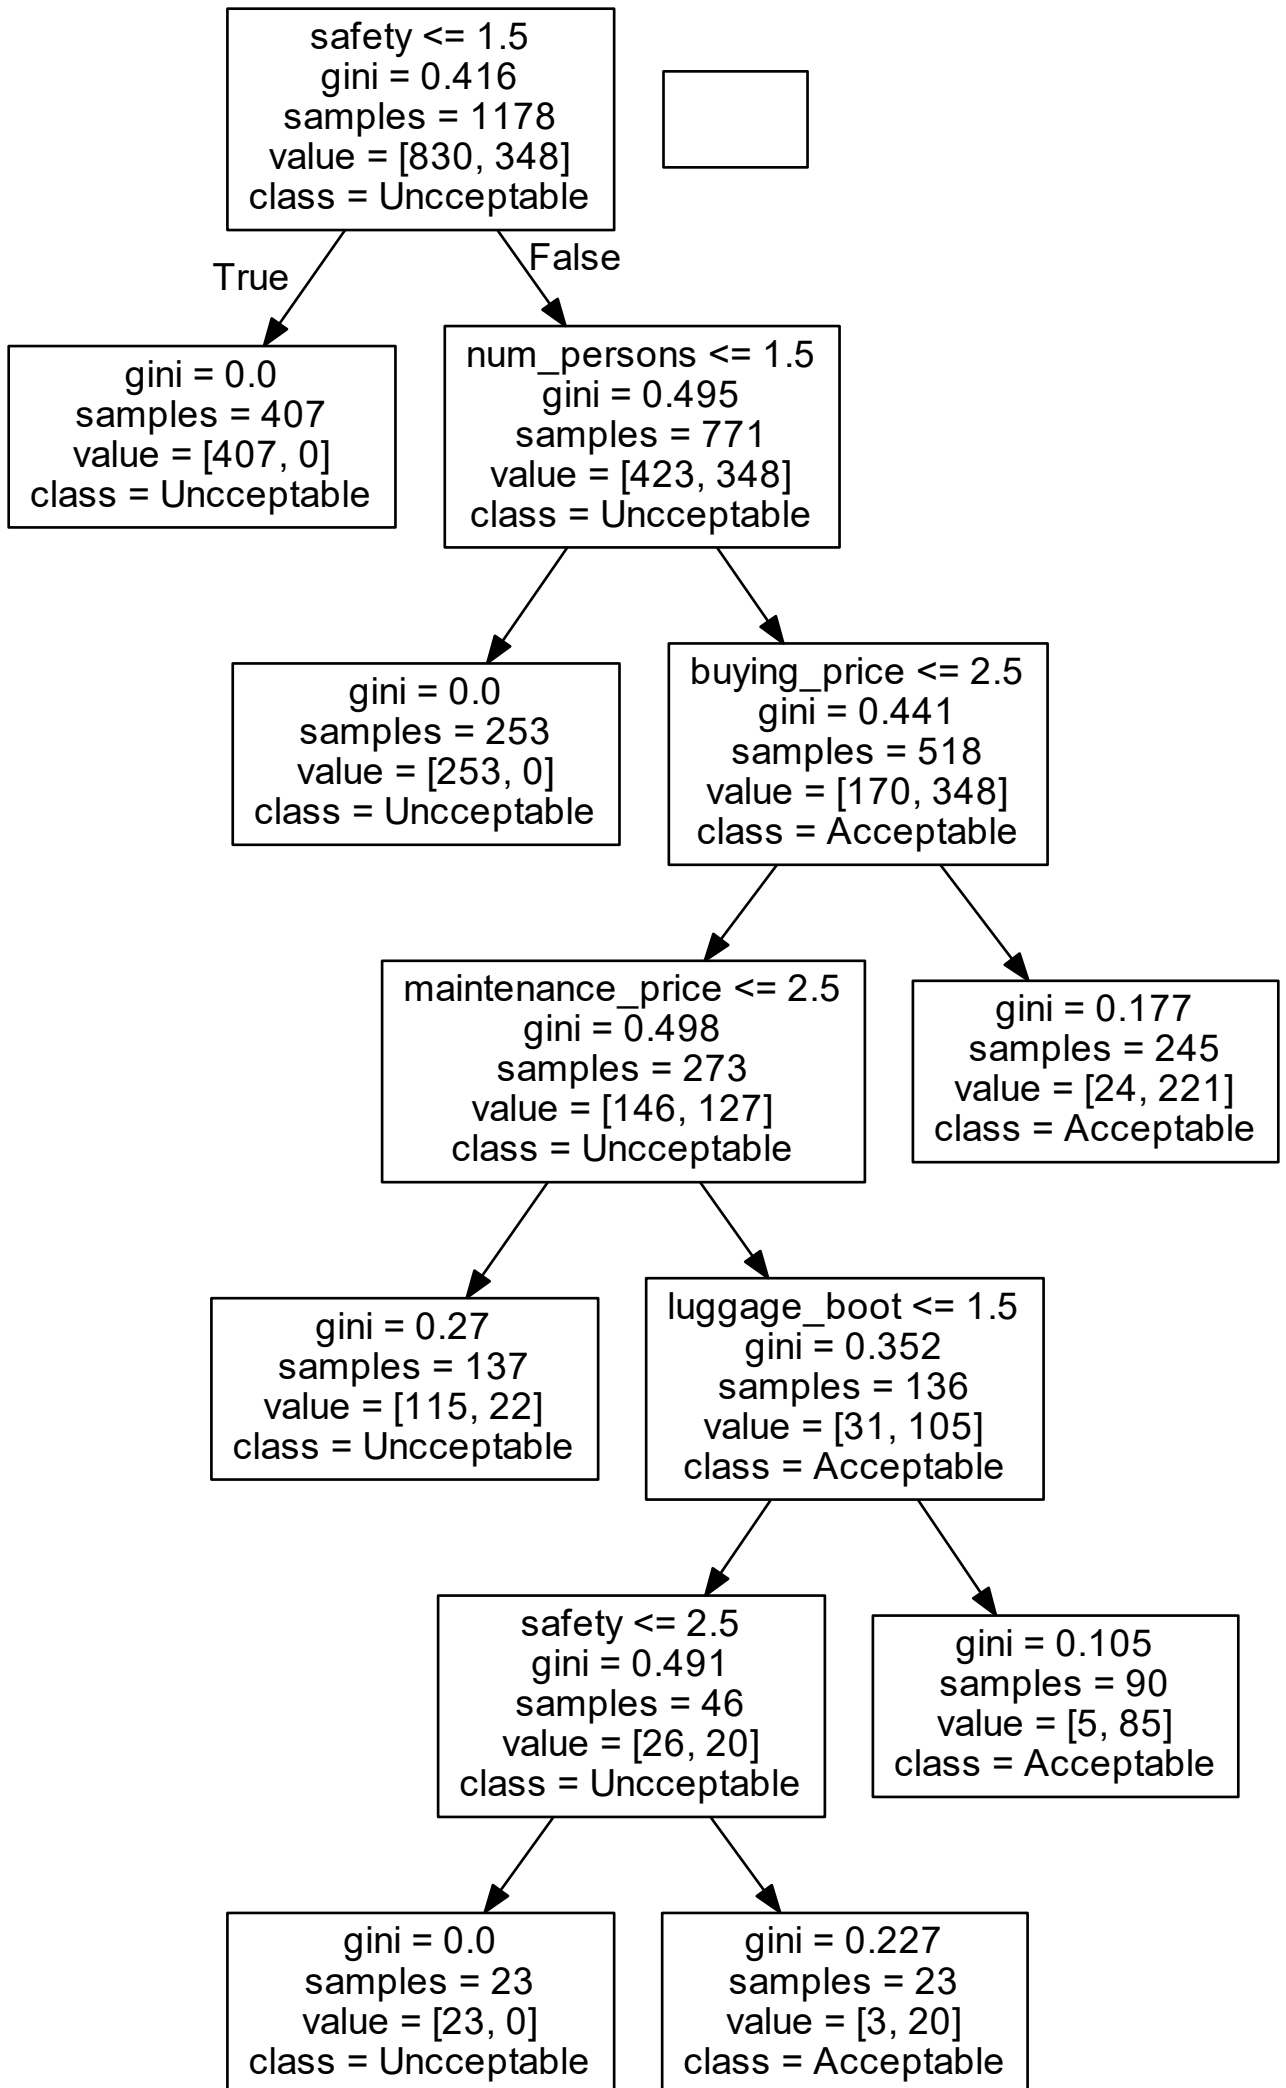 safety <= 1.5
gini = 0.416
samples = 1178
value = [830, 348]
class = Uncceptable
True
False
gini = 0.0
samples = 407
value = [407, 0]
class = Uncceptable
num_persons <= 1.5
gini = 0.495
samples = 771
value = [423, 348]
class = Uncceptable
gini = 0.0
samples = 253
value = [253, 0]
class = Uncceptable
buying_price <= 2.5
gini = 0.441
samples = 518
value = [170, 348]
class = Acceptable
maintenance_price <= 2.5
gini = 0.498
samples = 273
value = [146, 127]
class = Uncceptable
gini = 0.177
samples = 245
value = [24, 221]
class = Acceptable
gini = 0.27
samples = 137
value = [115, 22]
class = Uncceptable
luggage_boot <= 1.5
gini = 0.352
samples = 136
value = [31, 105]
class = Acceptable
safety <= 2.5
gini = 0.491
samples = 46
value = [26, 20]
class = Uncceptable
gini = 0.105
samples = 90
value = [5, 85]
class = Acceptable
gini = 0.0
samples = 23
value = [23, 0]
class = Uncceptable
gini = 0.227
samples = 23
value = [3, 20]
class = Acceptable